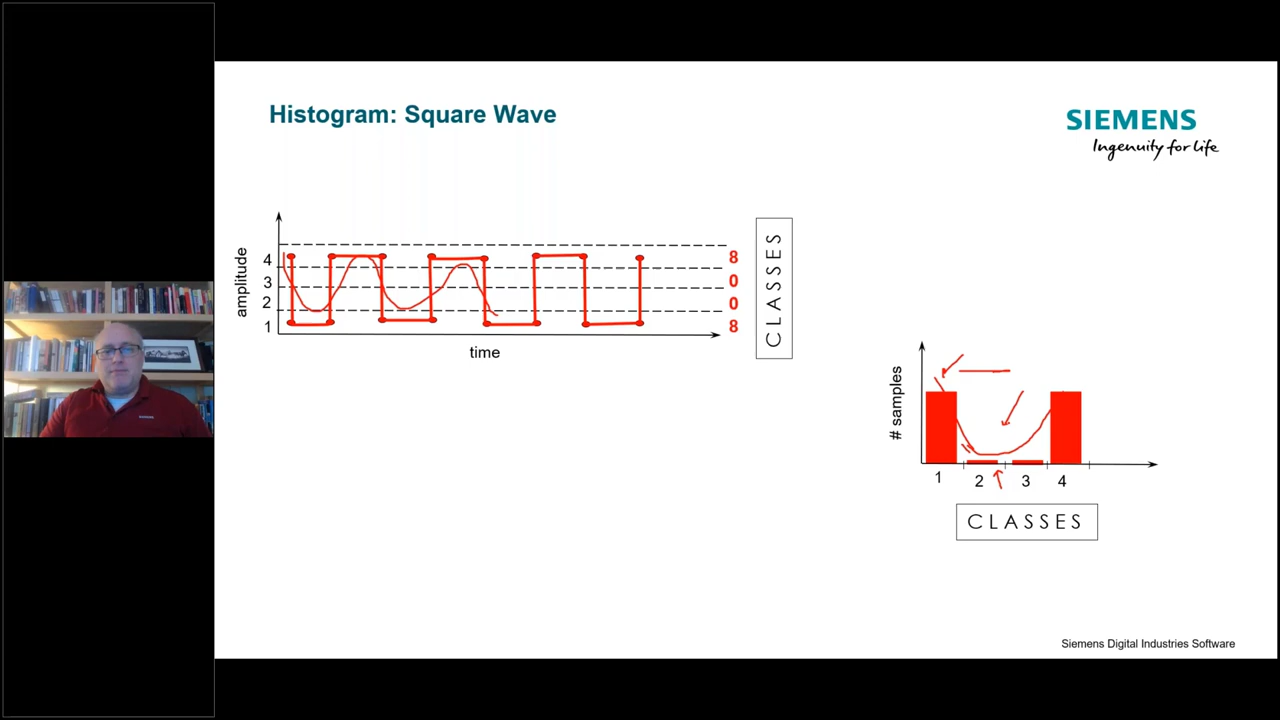 Histogram: Square Wave
SIEMENS
Ingenuity for life
amplitude
4
3
2
1
time
8
0
0
8
CLASSES
# samples
1 2 3 4
CLASSES
Siemens Digital Industries Software